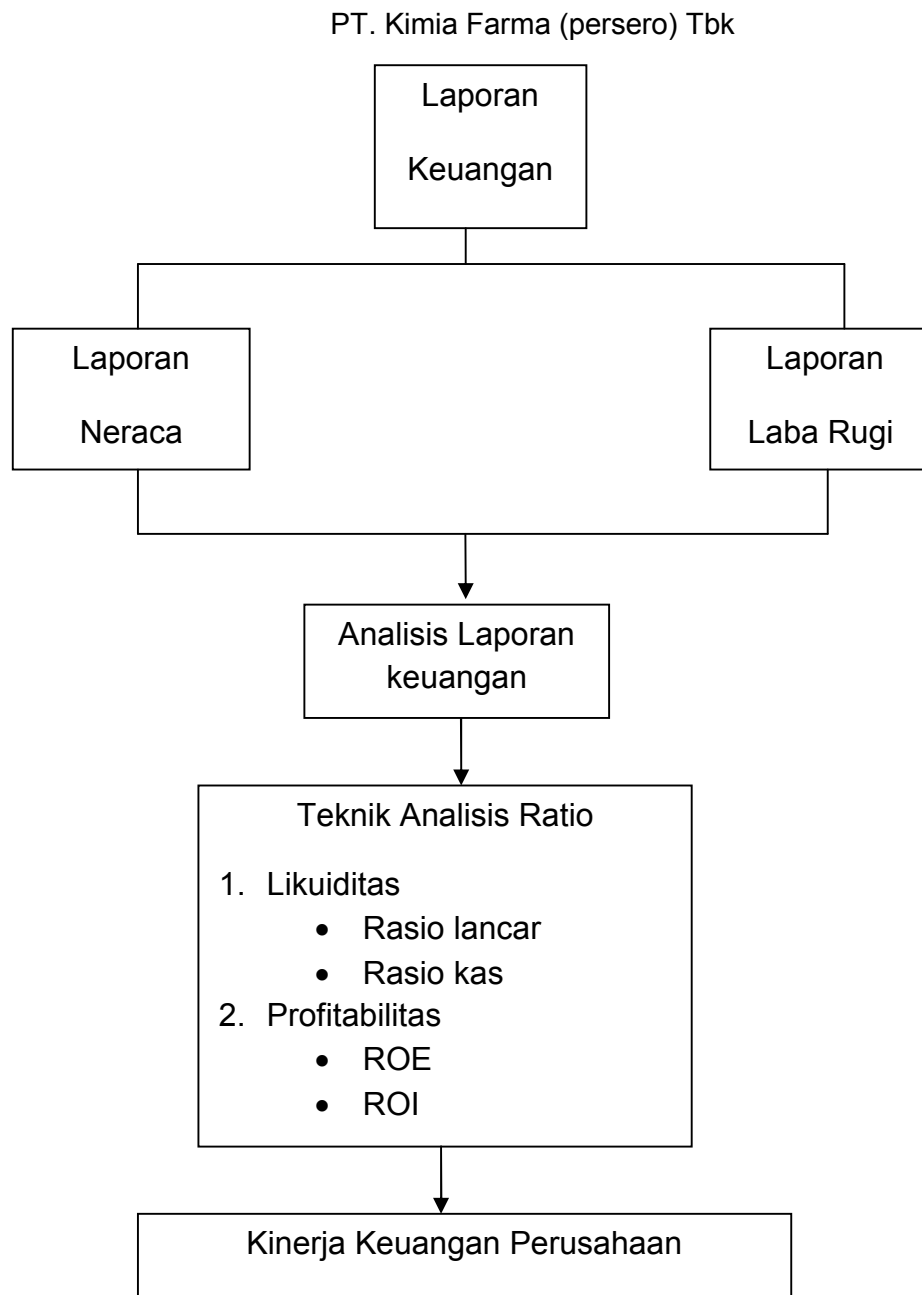 PT. Kimia Farma (persero) Tbk
Laporan
Keuangan
Laporan
Neraca
Laporan
Laba Rugi
Analisis Laporan
keuangan
Teknik Analisis Ratio
1. Likuiditas
• Rasio lancar
• Rasio kas
2. Profitabilitas
• ROE
• ROI
Kinerja Keuangan Perusahaan